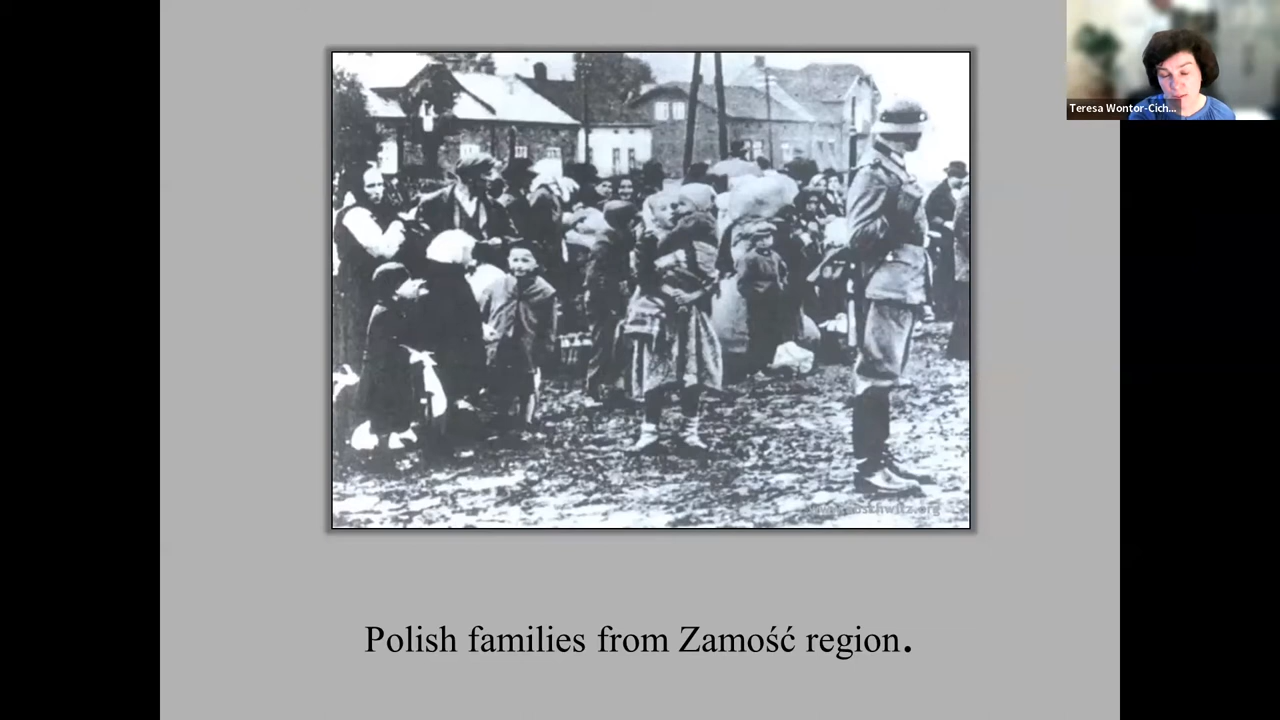 Teresa Wontor-Cich...
Polish families from Zamość region.